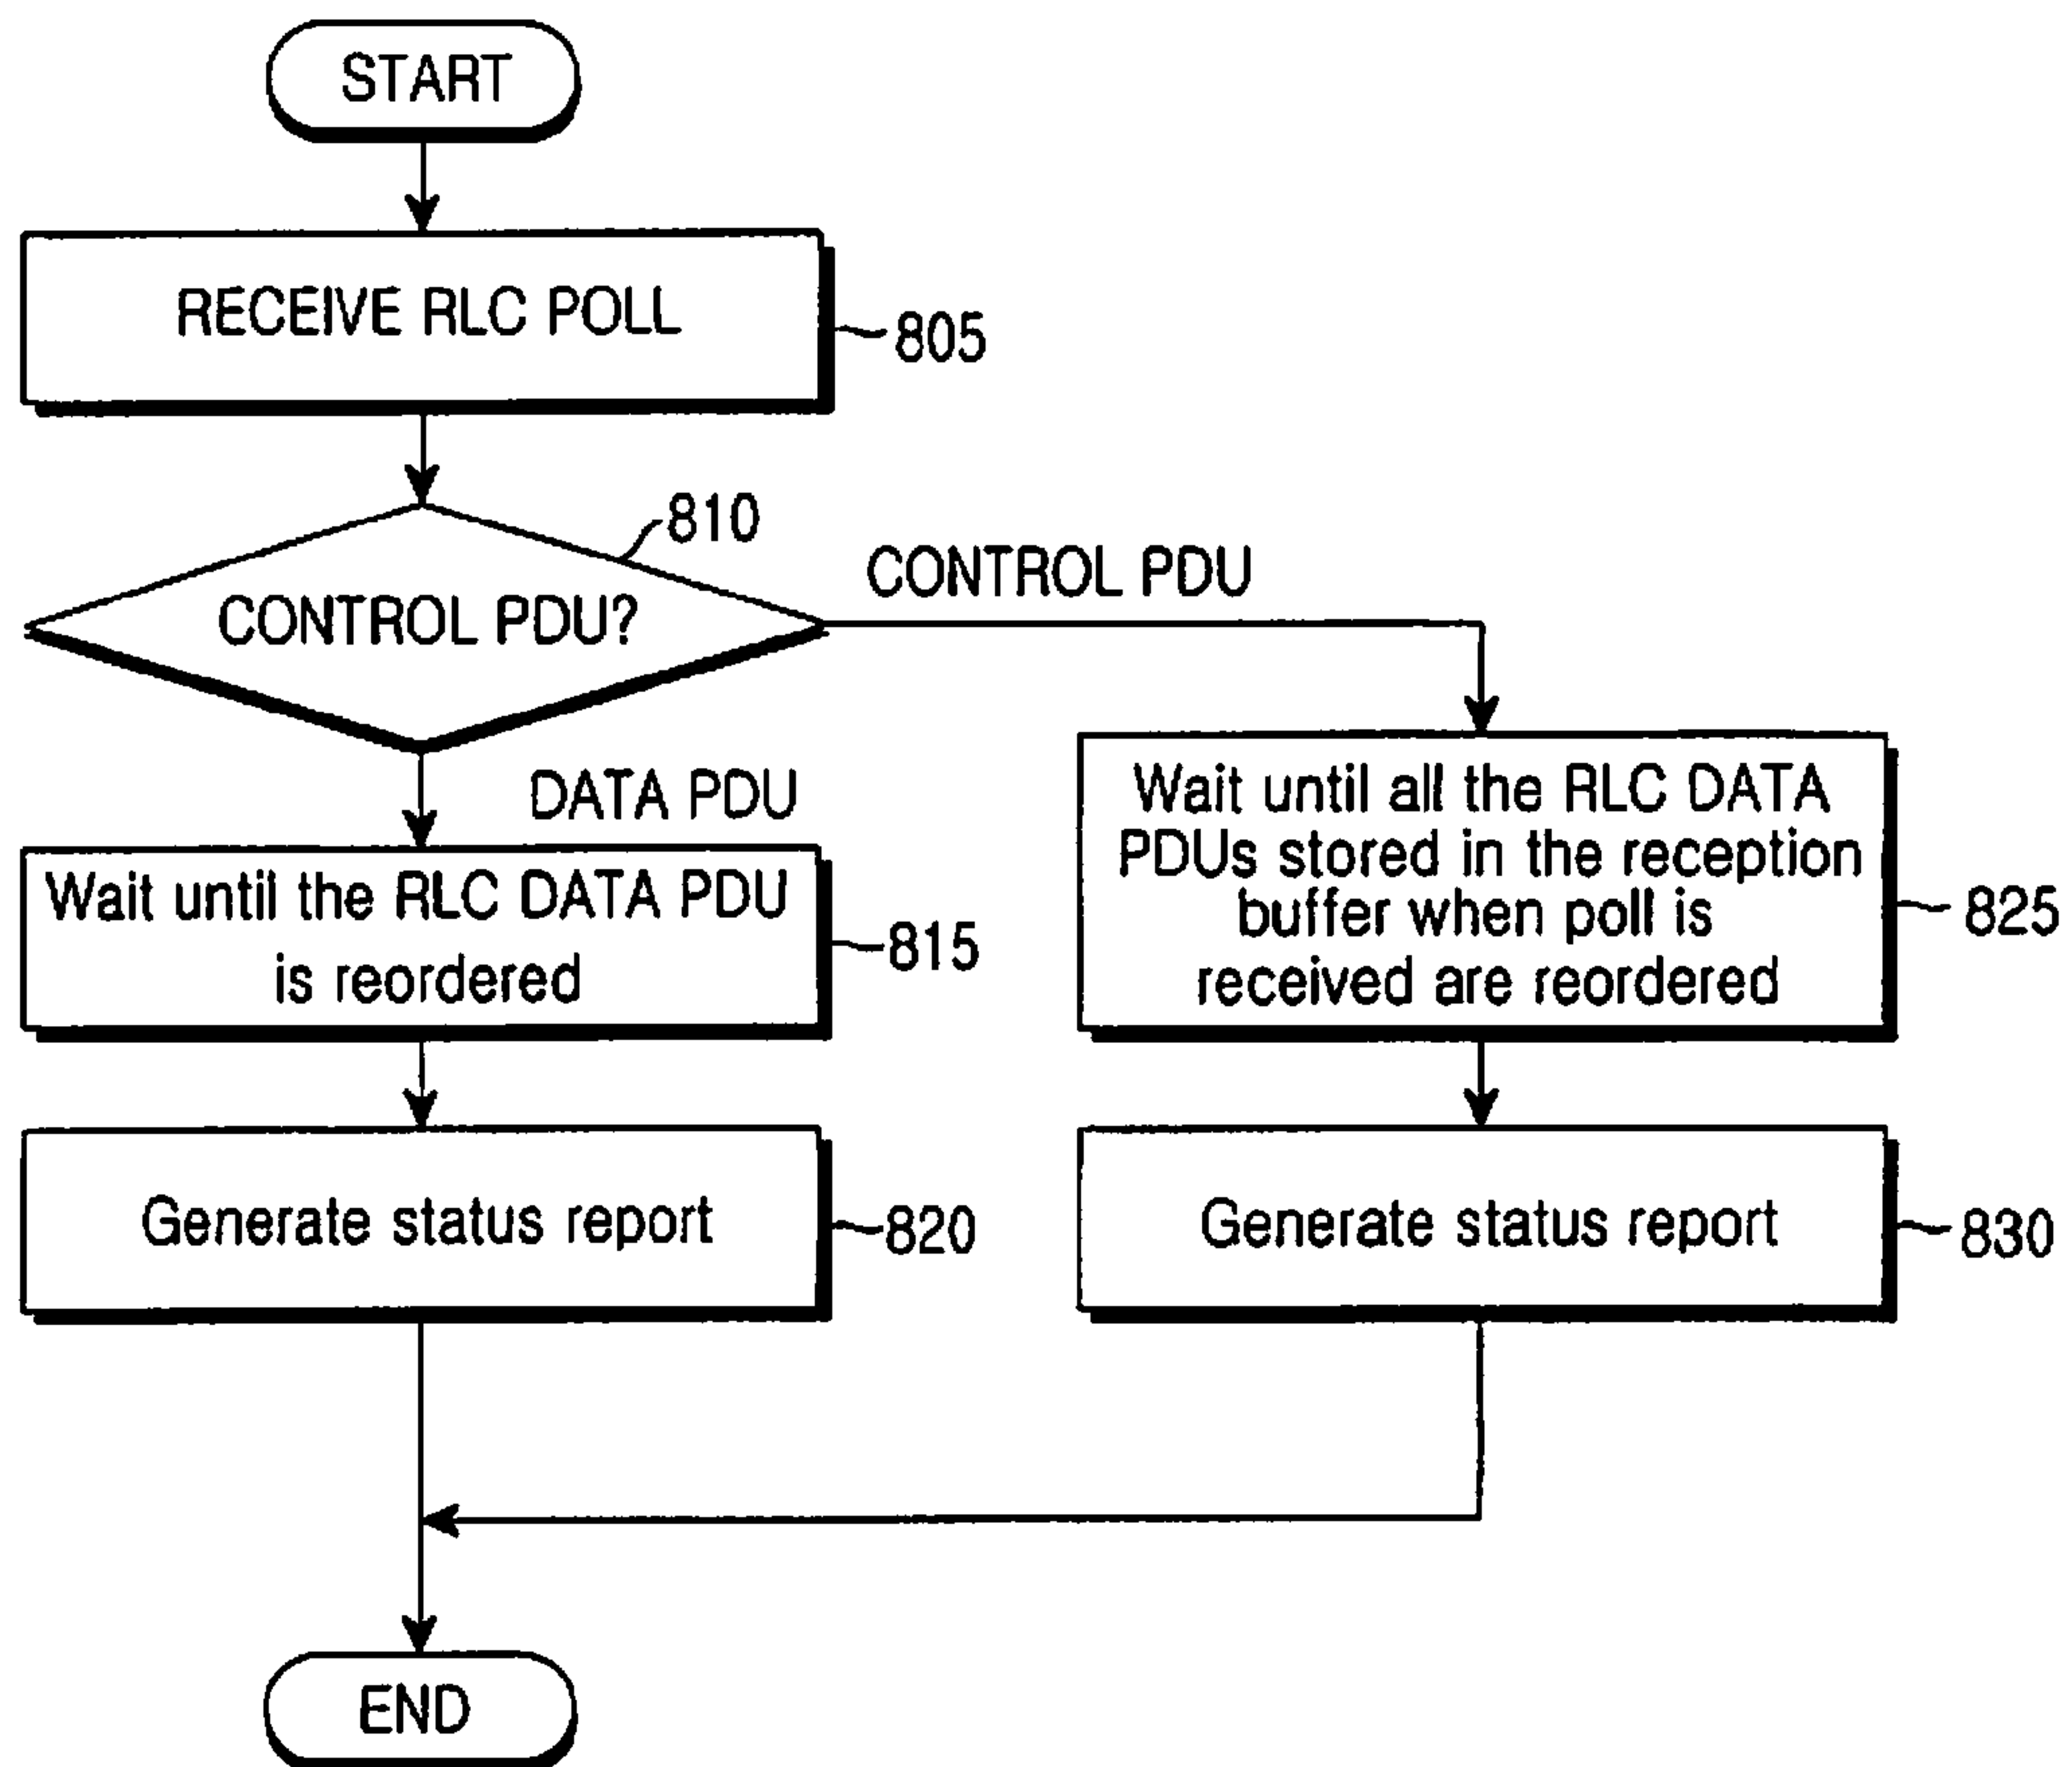 START
RECEIVE RLC POLL
805
810
CONTROL PDU?
CONTROL PDU
DATA PDU
Wait until the RLC DATA PDU
is reordered
815
Wait until all the RLC DATA
PDUs stored in the reception
buffer when poll is
received are reordered
825
Generate status report
820
Generate status report
830
END